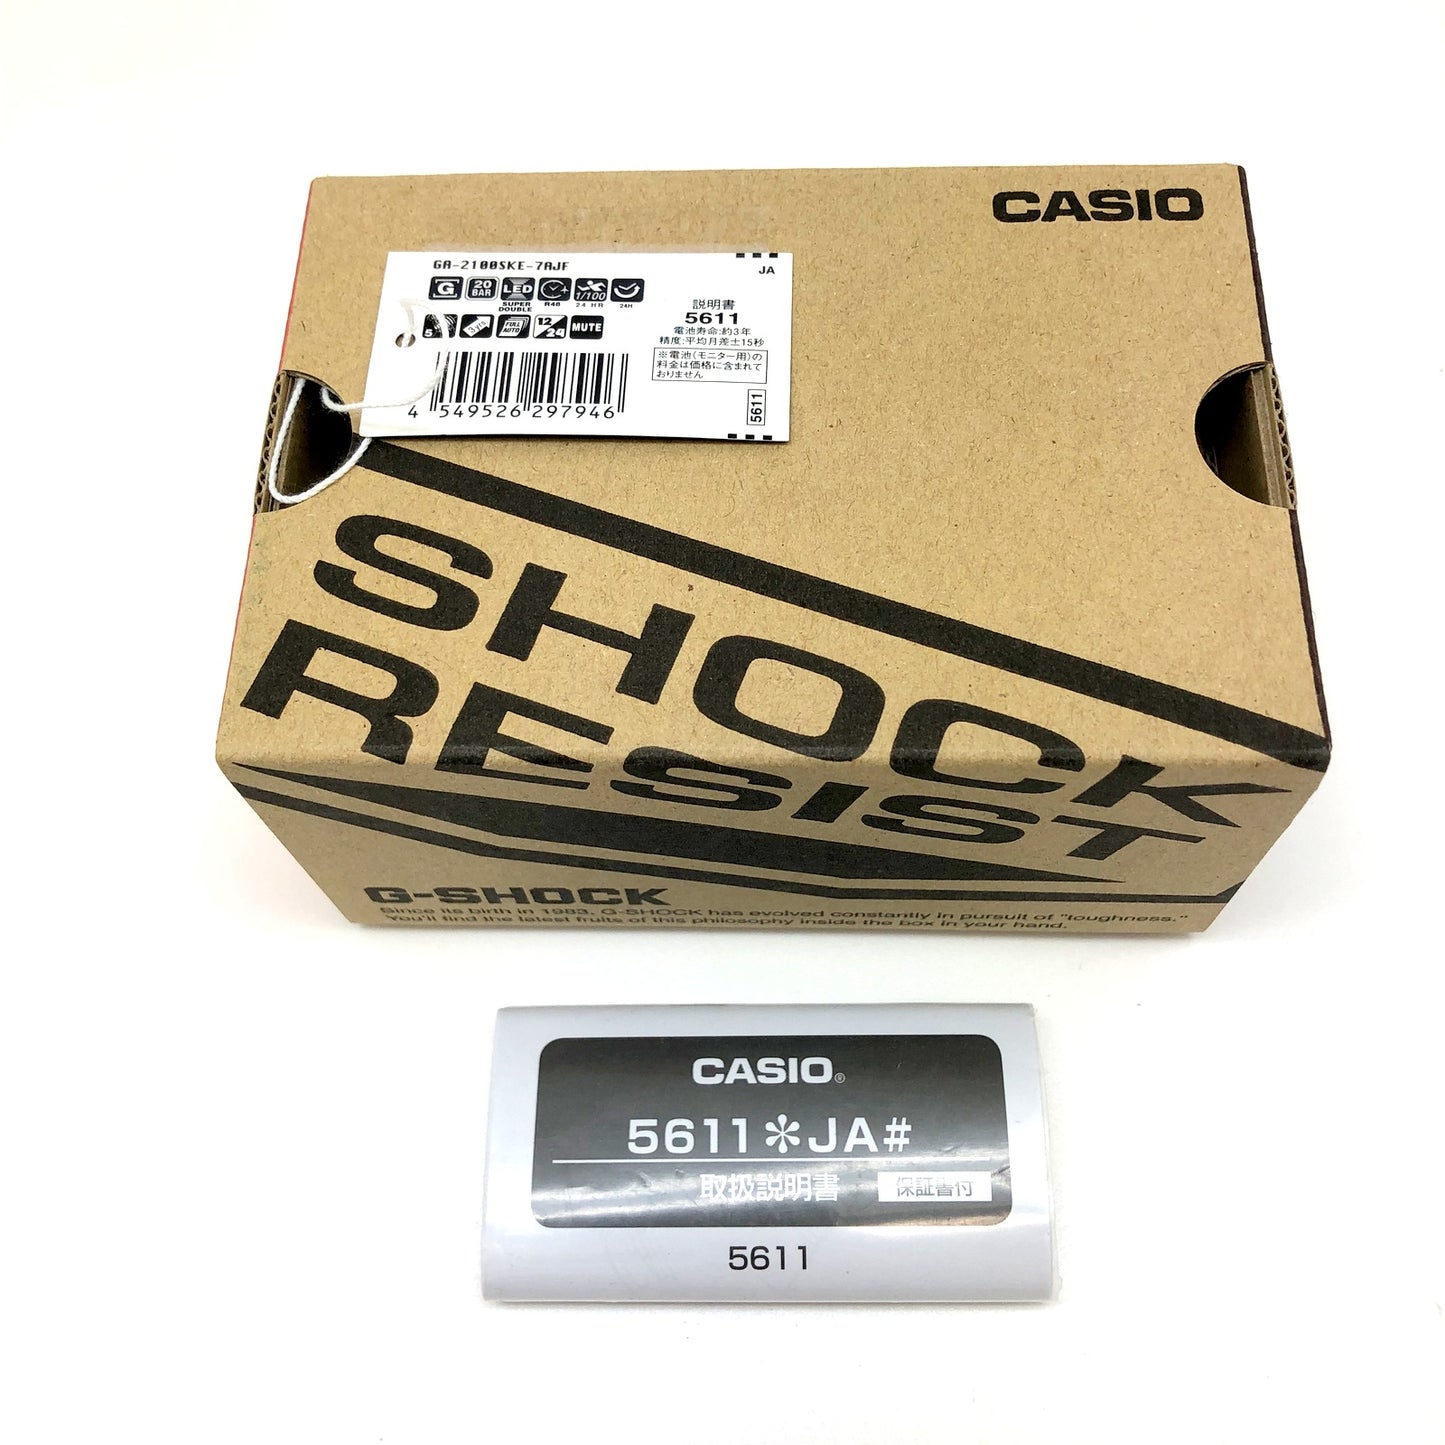 CASIO
GA-2100SKE-7AJF
JA
G
20 BAR
LED
SUPER DOUBLE
R48
1/100
24 HR
24H
3 yrs
FULL AUTO
12/24
MUTE
説明書
5611
電池寿命:約3年
精度:平均月差±15秒
※電池(モニター用)の
料金は価格に含まれて
おりません
5611
4 549526 297946
SHOCK
RESIST
G-SHOCK
Since its birth in 1983, G-SHOCK has evolved constantly in pursuit of "toughness."
You'll find the latest fruits of this philosophy inside the box in your hand.
CASIO®
5611✻JA#
取扱説明書 保証書付
5611